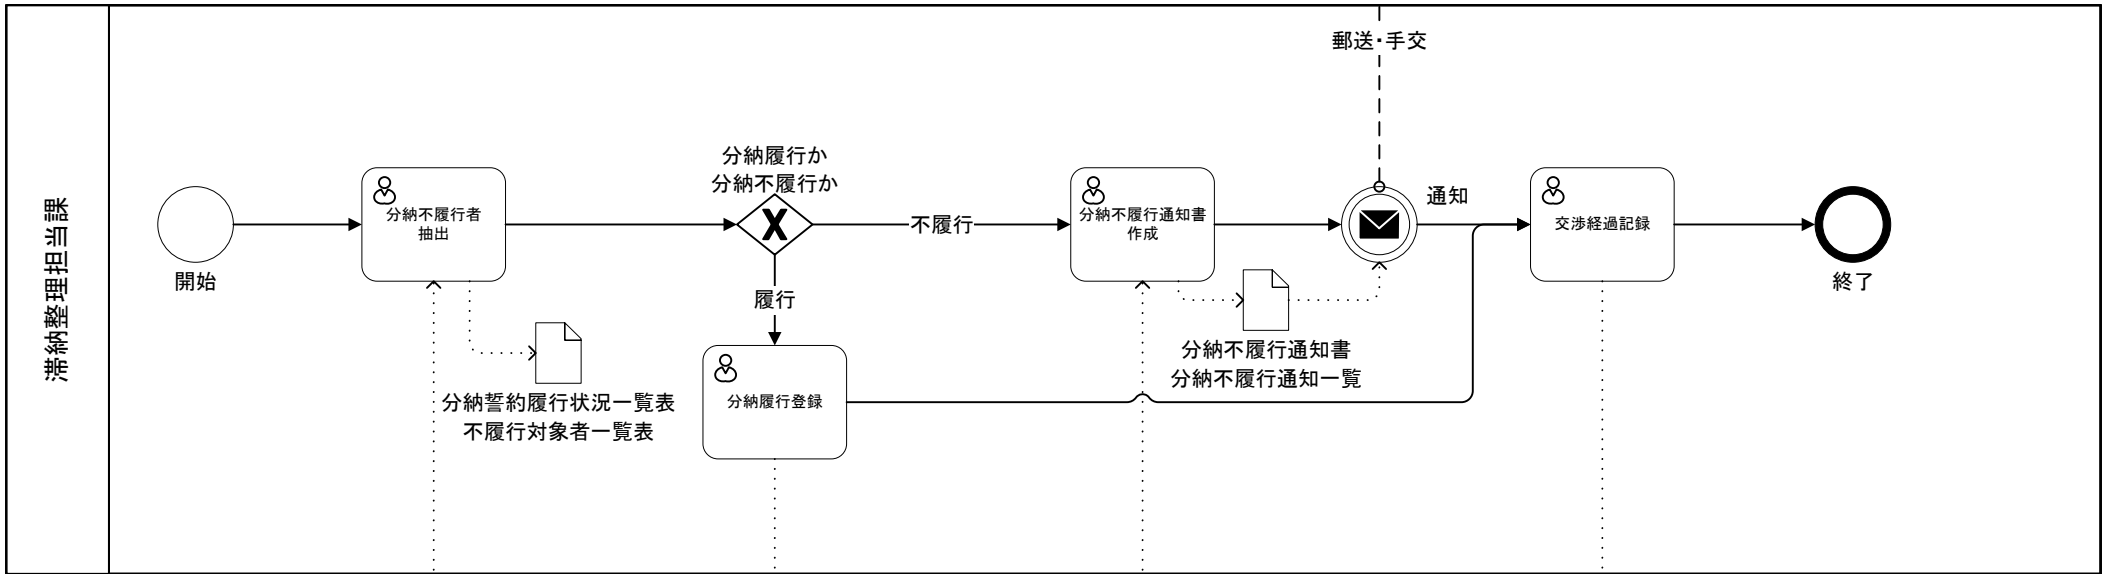 滞納整理担当課
郵送・手交
開始
分納不履行者
抽出
分納誓約履行状況一覧表
不履行対象者一覧表
分納履行か
分納不履行か
不履行
履行
分納履行登録
分納不履行通知書
作成
分納不履行通知書
分納不履行通知一覧
通知
交渉経過記録
終了